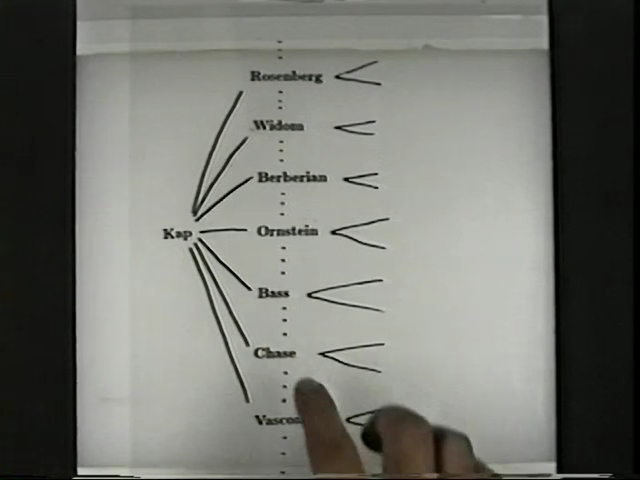 Rosenberg
Widom
Berberian
Kap
Ornstein
Bass
Chase